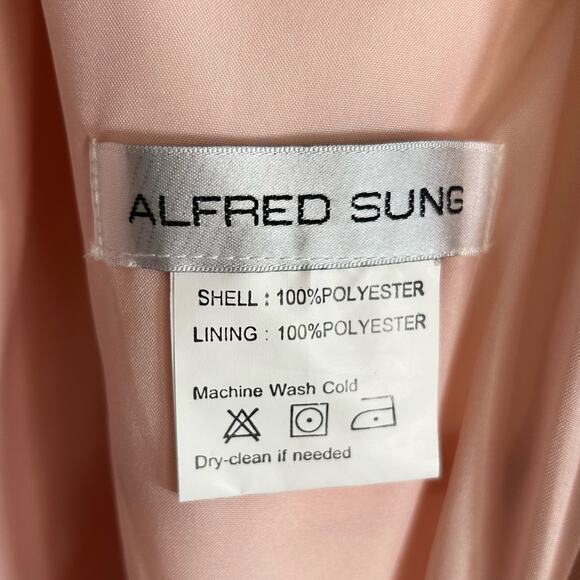 ALFRED SUNG
SHELL : 100%POLYESTER
LINING : 100%POLYESTER
Machine Wash Cold
Dry-clean if needed